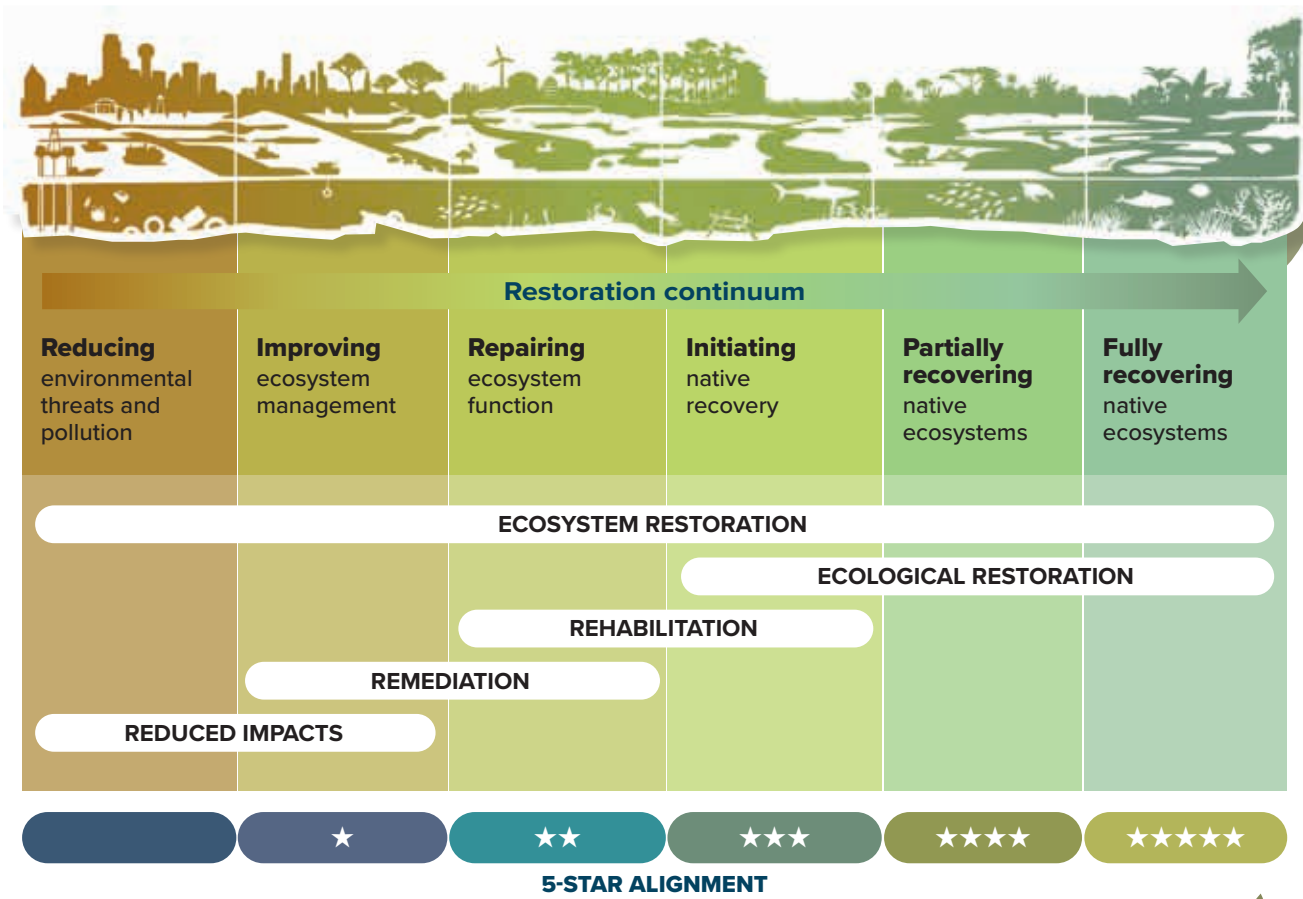 Restoration continuum
Reducing
environmental
threats and
pollution
Improving
ecosystem
management
Repairing
ecosystem
function
Initiating
native
recovery
Partially
recovering
native
ecosystems
Fully
recovering
native
ecosystems
ECOSYSTEM RESTORATION
ECOLOGICAL RESTORATION
REHABILITATION
REMEDIATION
REDUCED IMPACTS
★
★★
★★★
★★★★
★★★★★
5-STAR ALIGNMENT